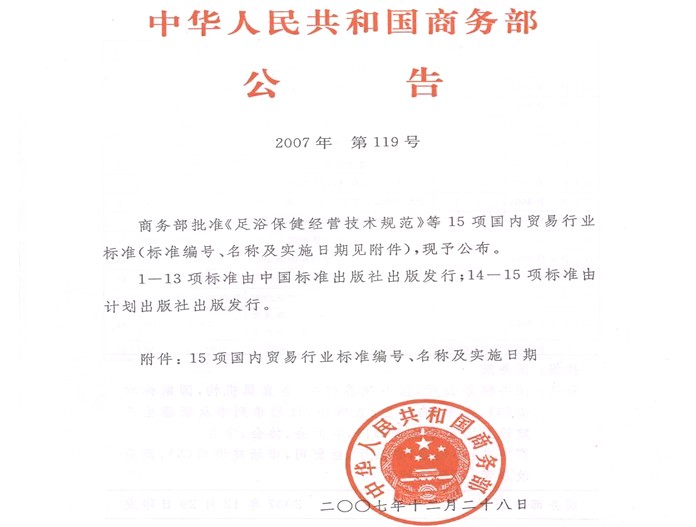 中华人民共和国商务部
公 告
2007年 第119号
商务部批准《足浴保健经营技术规范》等15项国内贸易行业
标准(标准编号、名称及实施日期见附件),现予公布。
1—13项标准由中国标准出版社出版发行;14—15项标准由
计划出版社出版发行。
附件:15项国内贸易行业标准编号、名称及实施日期
中华人民共和国商务部
二〇〇七年十二月二十八日